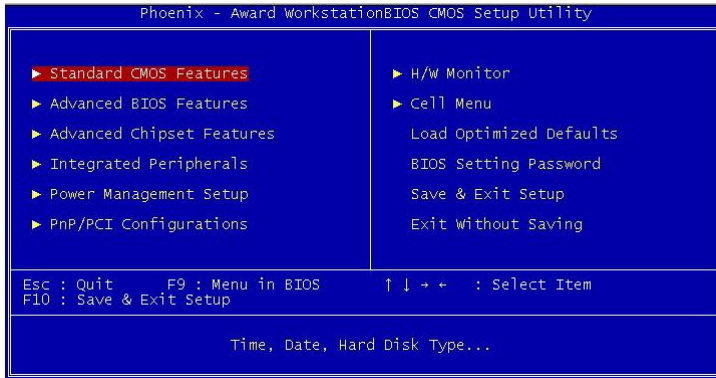 Phoenix - Award WorkstationBIOS CMOS Setup Utility
► Standard CMOS Features
► Advanced BIOS Features
► Advanced Chipset Features
► Integrated Peripherals
► Power Management Setup
► PnP/PCI Configurations
► H/W Monitor
► Cell Menu
Load Optimized Defaults
BIOS Setting Password
Save & Exit Setup
Exit Without Saving
Esc : Quit F9 : Menu in BIOS ↑ ↓ → ← : Select Item
F10 : Save & Exit Setup
Time, Date, Hard Disk Type...